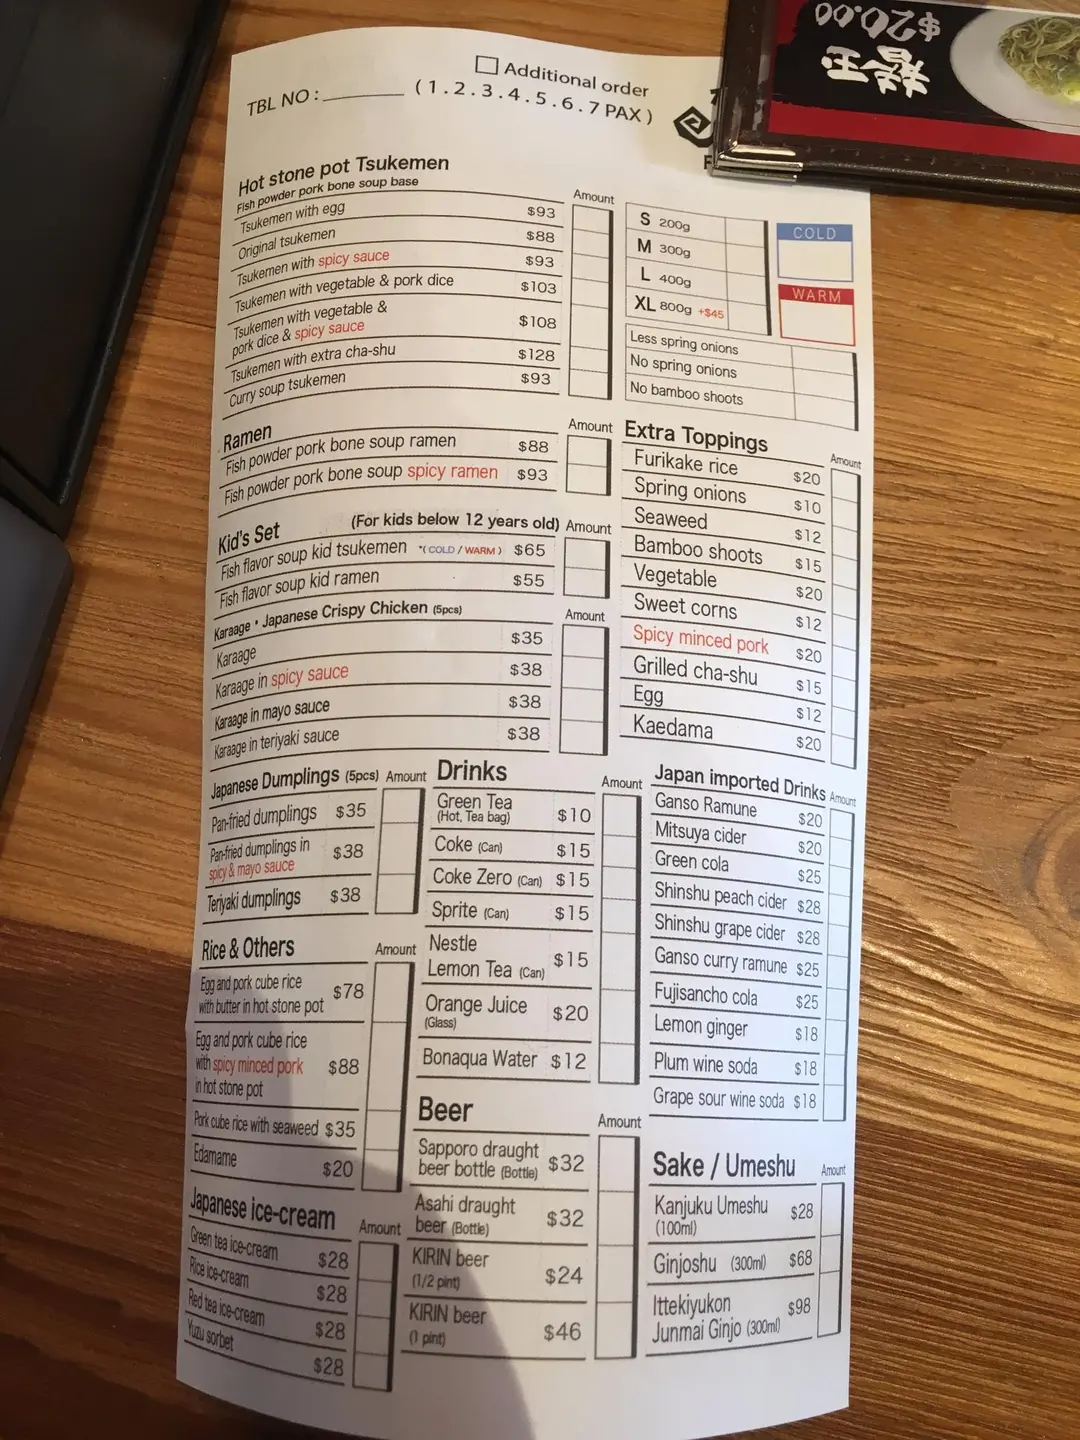 Additional order
TBL NO : ________ ( 1 . 2 . 3 . 4 . 5 . 6 . 7 PAX )
Hot stone pot Tsukemen
Fish powder pork bone soup base
Amount
Tsukemen with egg $93
Original tsukemen $88
Tsukemen with spicy sauce $93
Tsukemen with vegetable & pork dice $103
Tsukemen with vegetable &
pork dice & spicy sauce $108
Tsukemen with extra cha-shu $128
Curry soup tsukemen $93
S 200g
M 300g
L 400g
XL 800g +$45
COLD
WARM
Less spring onions
No spring onions
No bamboo shoots
Ramen Amount
Fish powder pork bone soup ramen $88
Fish powder pork bone soup spicy ramen $93
Kid's Set (For kids below 12 years old) Amount
Fish flavor soup kid tsukemen *( COLD / WARM ) $65
Fish flavor soup kid ramen $55
Karaage・Japanese Crispy Chicken (5pcs) Amount
Karaage $35
Karaage in spicy sauce $38
Karaage in mayo sauce $38
Karaage in teriyaki sauce $38
Extra Toppings Amount
Furikake rice $20
Spring onions $10
Seaweed $12
Bamboo shoots $15
Vegetable $20
Sweet corns $12
Spicy minced pork $20
Grilled cha-shu $15
Egg $12
Kaedama $20
Japanese Dumplings (5pcs) Amount
Pan-fried dumplings $35
Pan-fried dumplings in
spicy & mayo sauce $38
Teriyaki dumplings $38
Rice & Others Amount
Egg and pork cube rice
with butter in hot stone pot $78
Egg and pork cube rice
with spicy minced pork $88
in hot stone pot
Pork cube rice with seaweed $35
Edamame $20
Japanese ice-cream Amount
Green tea ice-cream $28
Rice ice-cream $28
Red tea ice-cream $28
Yuzu sorbet $28
Drinks Amount
Green Tea
(Hot, Tea bag) $10
Coke (Can) $15
Coke Zero (Can) $15
Sprite (Can) $15
Nestle
Lemon Tea (Can) $15
Orange Juice
(Glass) $20
Bonaqua Water $12
Beer Amount
Sapporo draught
beer bottle (Bottle) $32
Asahi draught
beer (Bottle) $32
KIRIN beer
(1/2 pint) $24
KIRIN beer
(1 pint) $46
Japan imported Drinks Amount
Ganso Ramune $20
Mitsuya cider $20
Green cola $25
Shinshu peach cider $28
Shinshu grape cider $28
Ganso curry ramune $25
Fujisancho cola $25
Lemon ginger $18
Plum wine soda $18
Grape sour wine soda $18
Sake / Umeshu Amount
Kanjuku Umeshu
(100ml) $28
Ginjoshu (300ml) $68
Ittekiyukon
Junmai Ginjo (300ml) $98
替玉
$20.00